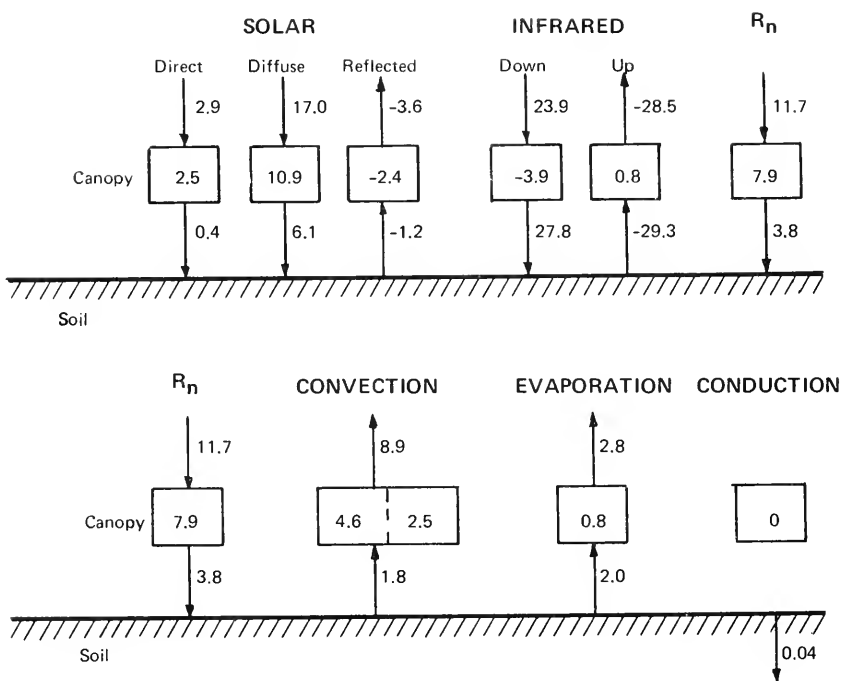 SOLAR INFRARED Rn
Direct Diffuse Reflected Down Up
2.9 17.0 -3.6 23.9 -28.5 11.7
Canopy 2.5 10.9 -2.4 -3.9 0.8 7.9
0.4 6.1 -1.2 27.8 -29.3 3.8
Soil
Rn CONVECTION EVAPORATION CONDUCTION
11.7 8.9 2.8
Canopy 7.9 4.6 2.5 0.8 0
3.8 1.8 2.0
Soil 0.04